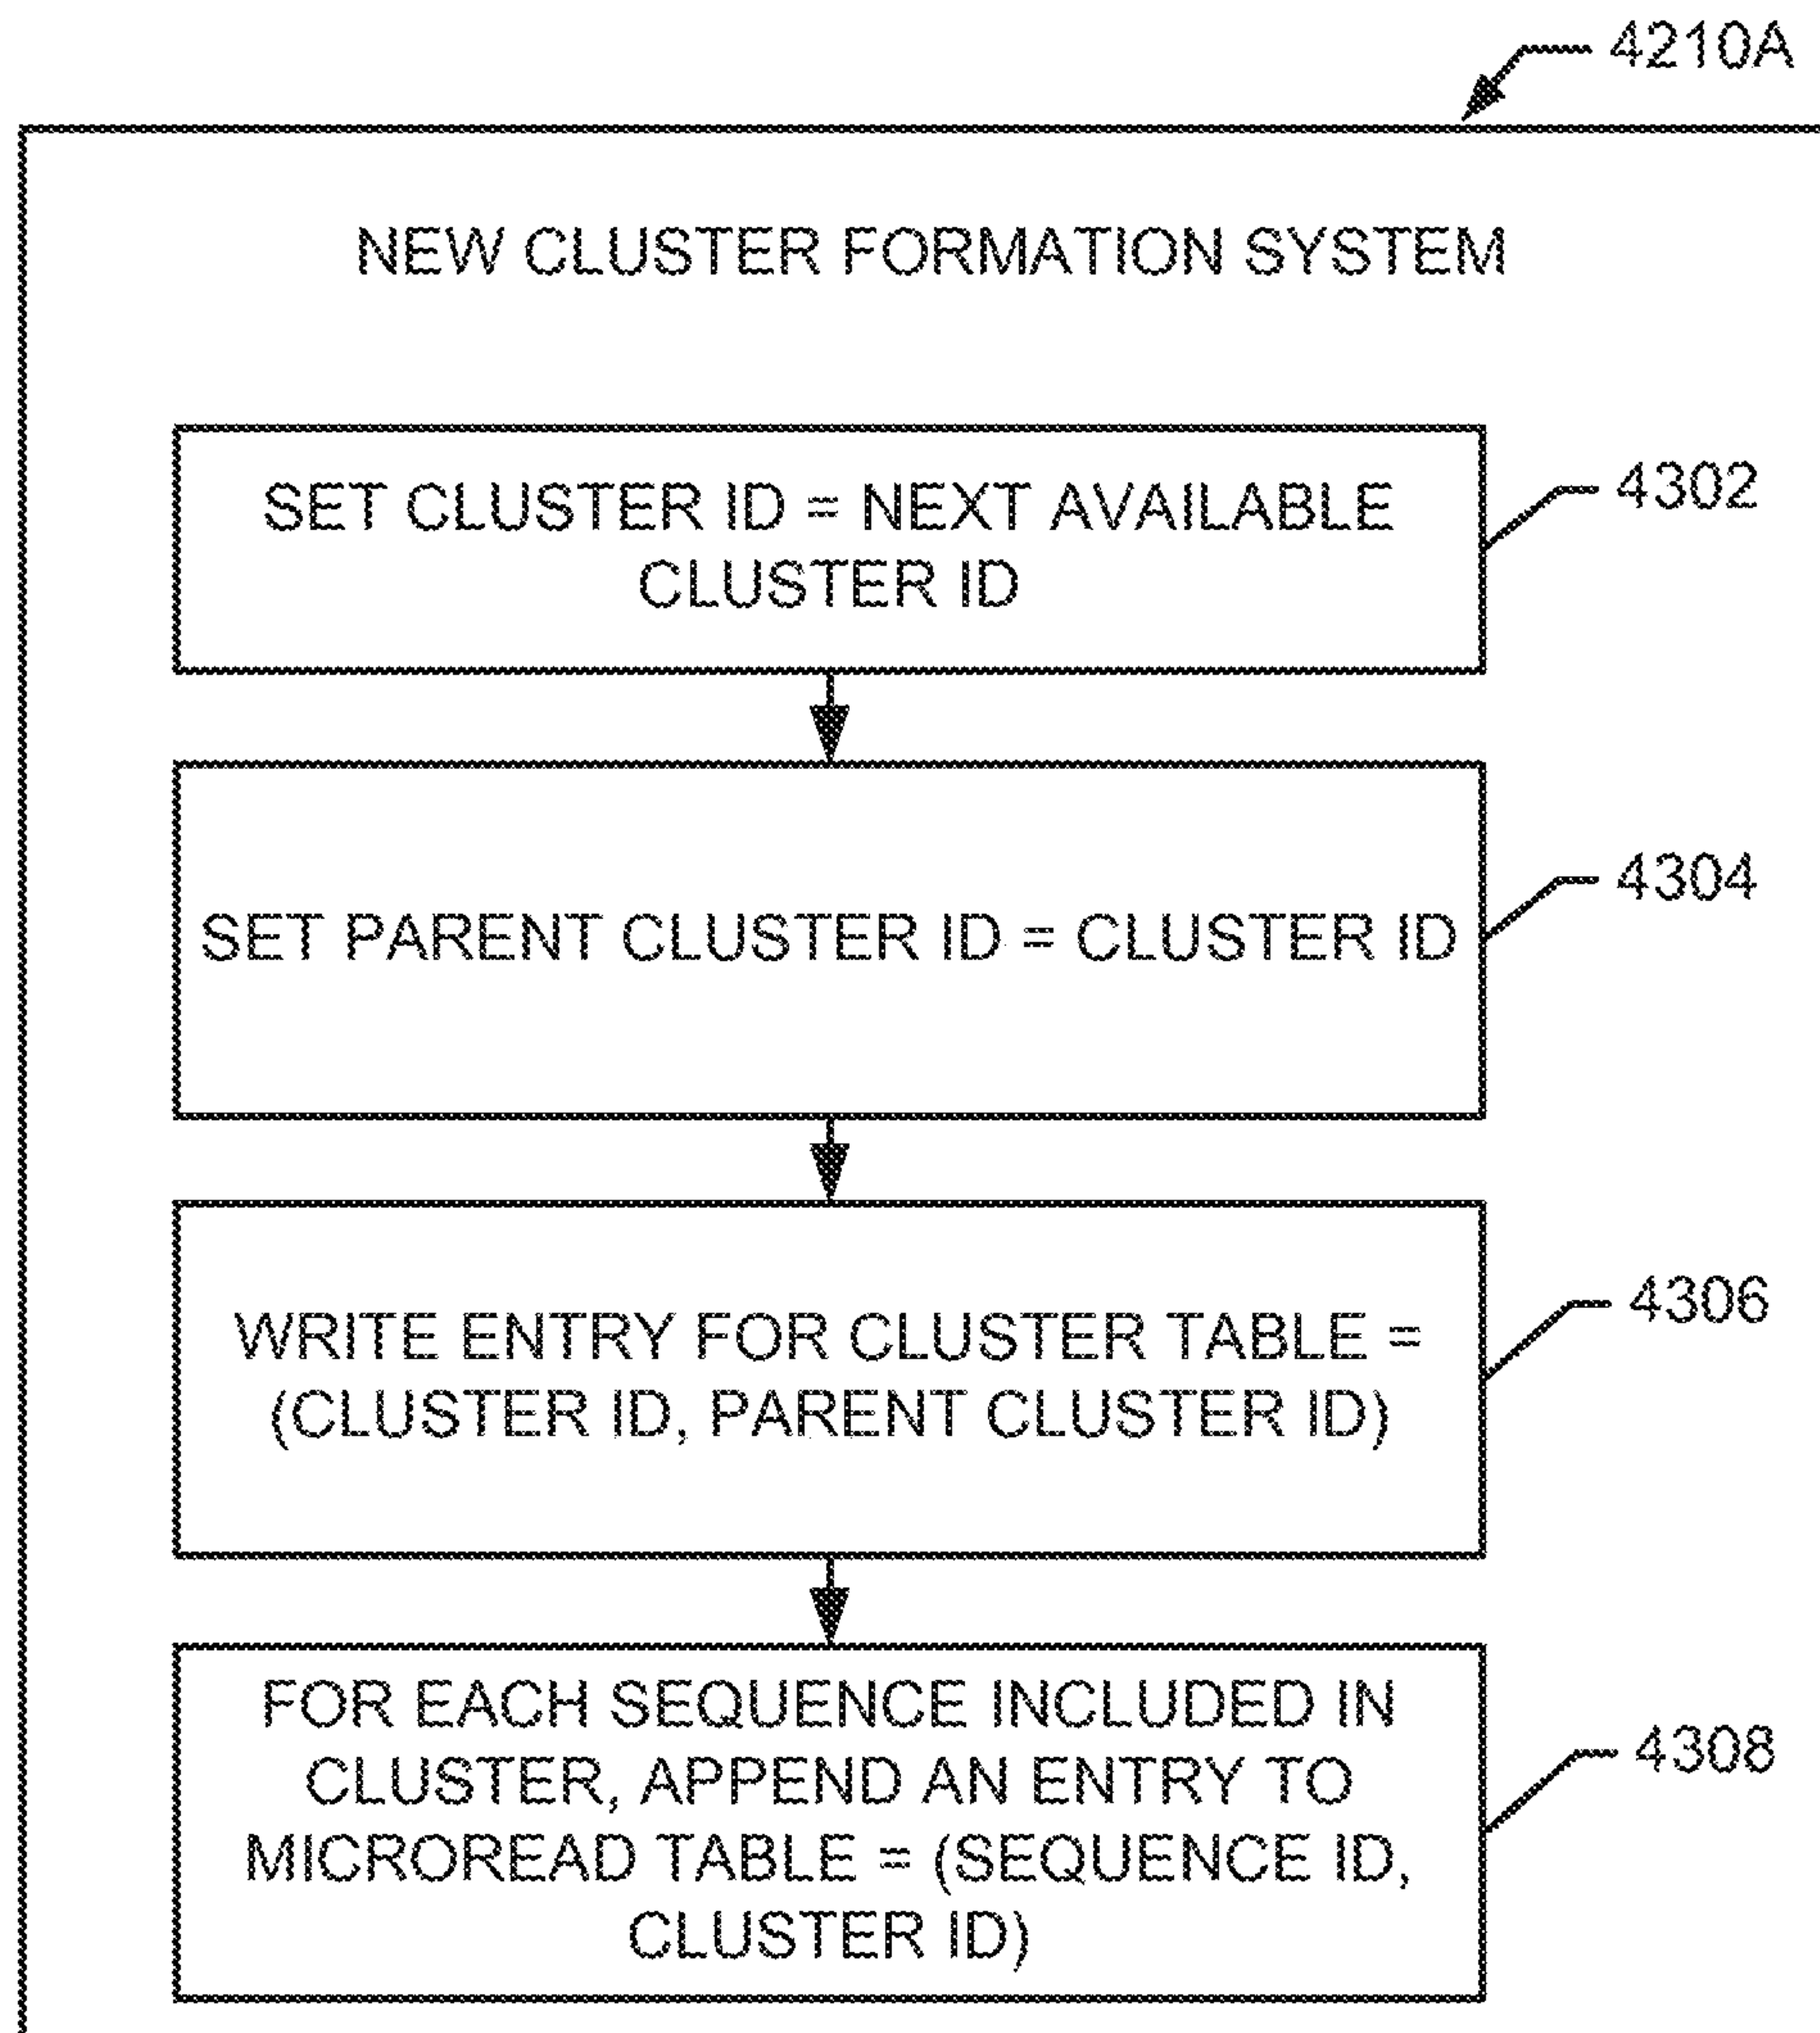 4210A
NEW CLUSTER FORMATION SYSTEM
SET CLUSTER ID = NEXT AVAILABLE
CLUSTER ID
4302
SET PARENT CLUSTER ID = CLUSTER ID
4304
WRITE ENTRY FOR CLUSTER TABLE =
(CLUSTER ID, PARENT CLUSTER ID)
4306
FOR EACH SEQUENCE INCLUDED IN
CLUSTER, APPEND AN ENTRY TO
MICROREAD TABLE = (SEQUENCE ID,
CLUSTER ID)
4308